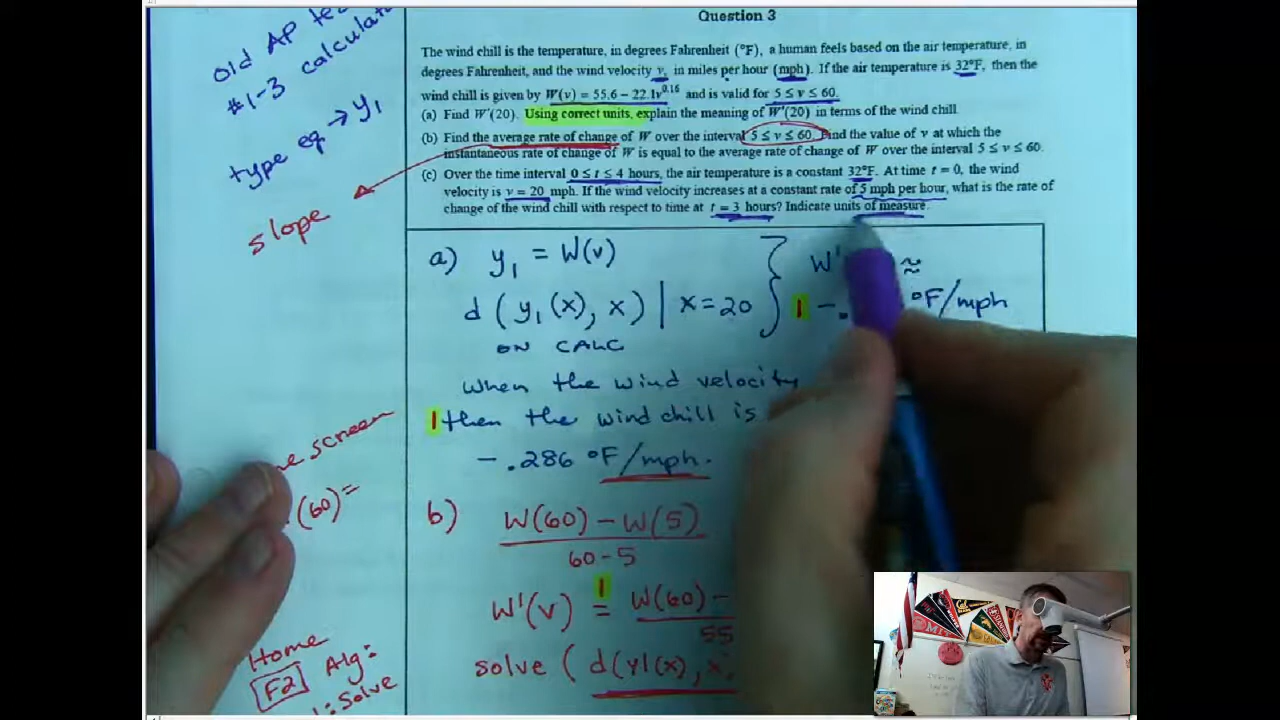 Question 3
The wind chill is the temperature, in degrees Fahrenheit (°F), a human feels based on the air temperature, in
degrees Fahrenheit, and the wind velocity v, in miles per hour (mph). If the air temperature is 32°F, then the
wind chill is given by W(v) = 55.6 − 22.1v^0.16 and is valid for 5 ≤ v ≤ 60.
(a) Find W'(20). Using correct units, explain the meaning of W'(20) in terms of the wind chill.
(b) Find the average rate of change of W over the interval 5 ≤ v ≤ 60. Find the value of v at which the
instantaneous rate of change of W is equal to the average rate of change of W over the interval 5 ≤ v ≤ 60.
(c) Over the time interval 0 ≤ t ≤ 4 hours, the air temperature is a constant 32°F. At time t = 0, the wind
velocity is v = 20 mph. If the wind velocity increases at a constant rate of 5 mph per hour, what is the rate of
change of the wind chill with respect to time at t = 3 hours? Indicate units of measure.
old AP
#1-3
type eq → y1
slope
screen
(60) =
Home
F2 Alg:
1: Solve
a) y1 = W(v)
d ( y1(x), x ) | x = 20
ON CALC
W' ≈
1 -. °F/mph
When the wind velocity
1 then the wind chill is
-.286 °F/mph.
b) W(60) - W(5)
60 - 5
1
W'(v) = W(60) -
55
solve ( d(y1(x), x